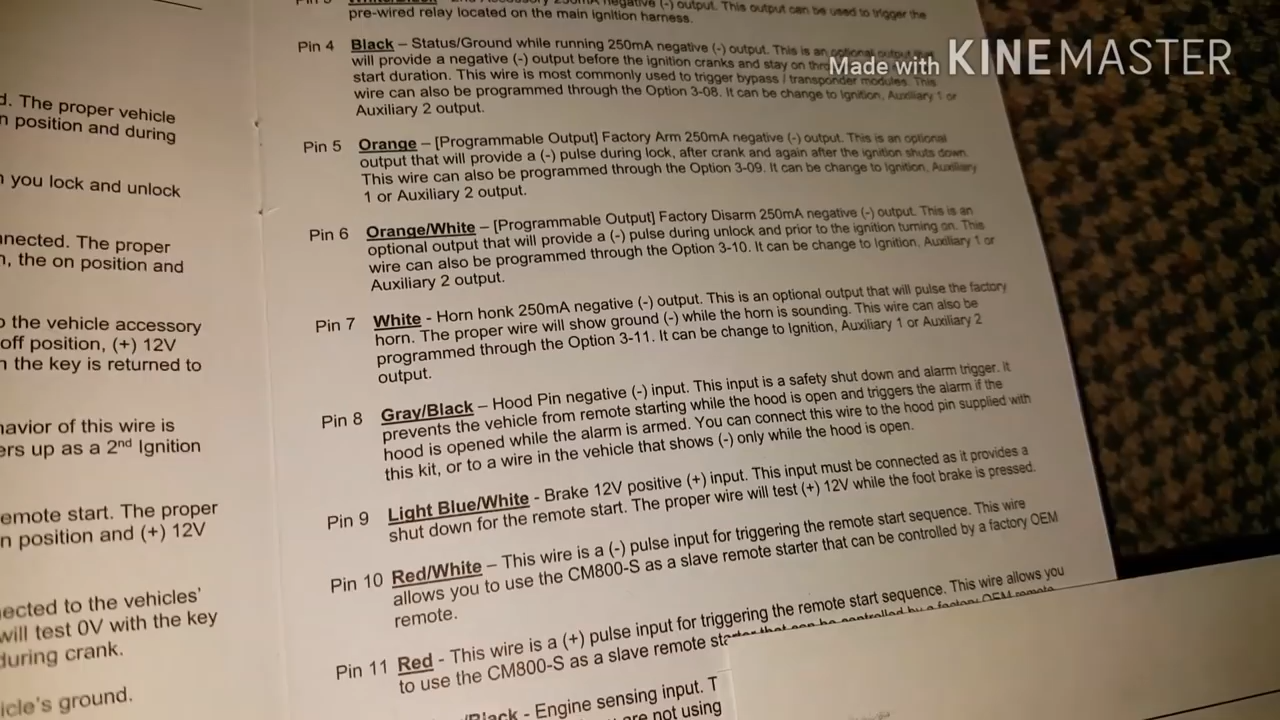 d. The proper vehicle
n position and during
n you lock and unlock
nnected. The proper
n, the on position and
o the vehicle accessory
off position, (+) 12V
n the key is returned to
navior of this wire is
ers up as a 2nd Ignition
emote start. The proper
n position and (+) 12V
nected to the vehicles'
will test 0V with the key
during crank.
icle's ground.
negative (-) output. This output can be used to trigger the
pre-wired relay located on the main ignition harness.
Pin 4 Black – Status/Ground while running 250mA negative (-) output. This is an optional output that
will provide a negative (-) output before the ignition cranks and stay on
start duration. This wire is most commonly used to trigger bypass / transponder modules. This
wire can also be programmed through the Option 3-08. It can be change to Ignition, Auxiliary 1 or
Auxiliary 2 output.
Pin 5 Orange – [Programmable Output] Factory Arm 250mA negative (-) output. This is an optional
output that will provide a (-) pulse during lock, after crank and again after the ignition shuts down.
This wire can also be programmed through the Option 3-09. It can be change to Ignition, Auxiliary
1 or Auxiliary 2 output.
Pin 6 Orange/White – [Programmable Output] Factory Disarm 250mA negative (-) output. This is an
optional output that will provide a (-) pulse during unlock and prior to the ignition turning on. This
wire can also be programmed through the Option 3-10. It can be change to Ignition, Auxiliary 1 or
Auxiliary 2 output.
Pin 7 White - Horn honk 250mA negative (-) output. This is an optional output that will pulse the factory
horn. The proper wire will show ground (-) while the horn is sounding. This wire can also be
programmed through the Option 3-11. It can be change to Ignition, Auxiliary 1 or Auxiliary 2
output.
Pin 8 Gray/Black – Hood Pin negative (-) input. This input is a safety shut down and alarm trigger. It
prevents the vehicle from remote starting while the hood is open and triggers the alarm if the
hood is opened while the alarm is armed. You can connect this wire to the hood pin supplied with
this kit, or to a wire in the vehicle that shows (-) only while the hood is open.
Pin 9 Light Blue/White - Brake 12V positive (+) input. This input must be connected as it provides a
shut down for the remote start. The proper wire will test (+) 12V while the foot brake is pressed.
Pin 10 Red/White – This wire is a (-) pulse input for triggering the remote start sequence. This wire
allows you to use the CM800-S as a slave remote starter that can be controlled by a factory OEM
remote.
Pin 11 Red - This wire is a (+) pulse input for triggering the remote start sequence. This wire allows you
to use the CM800-S as a slave remote starter that can be controlled by a factory OEM remote
/Black - Engine sensing input. T
are not using
Made with KINEMASTER